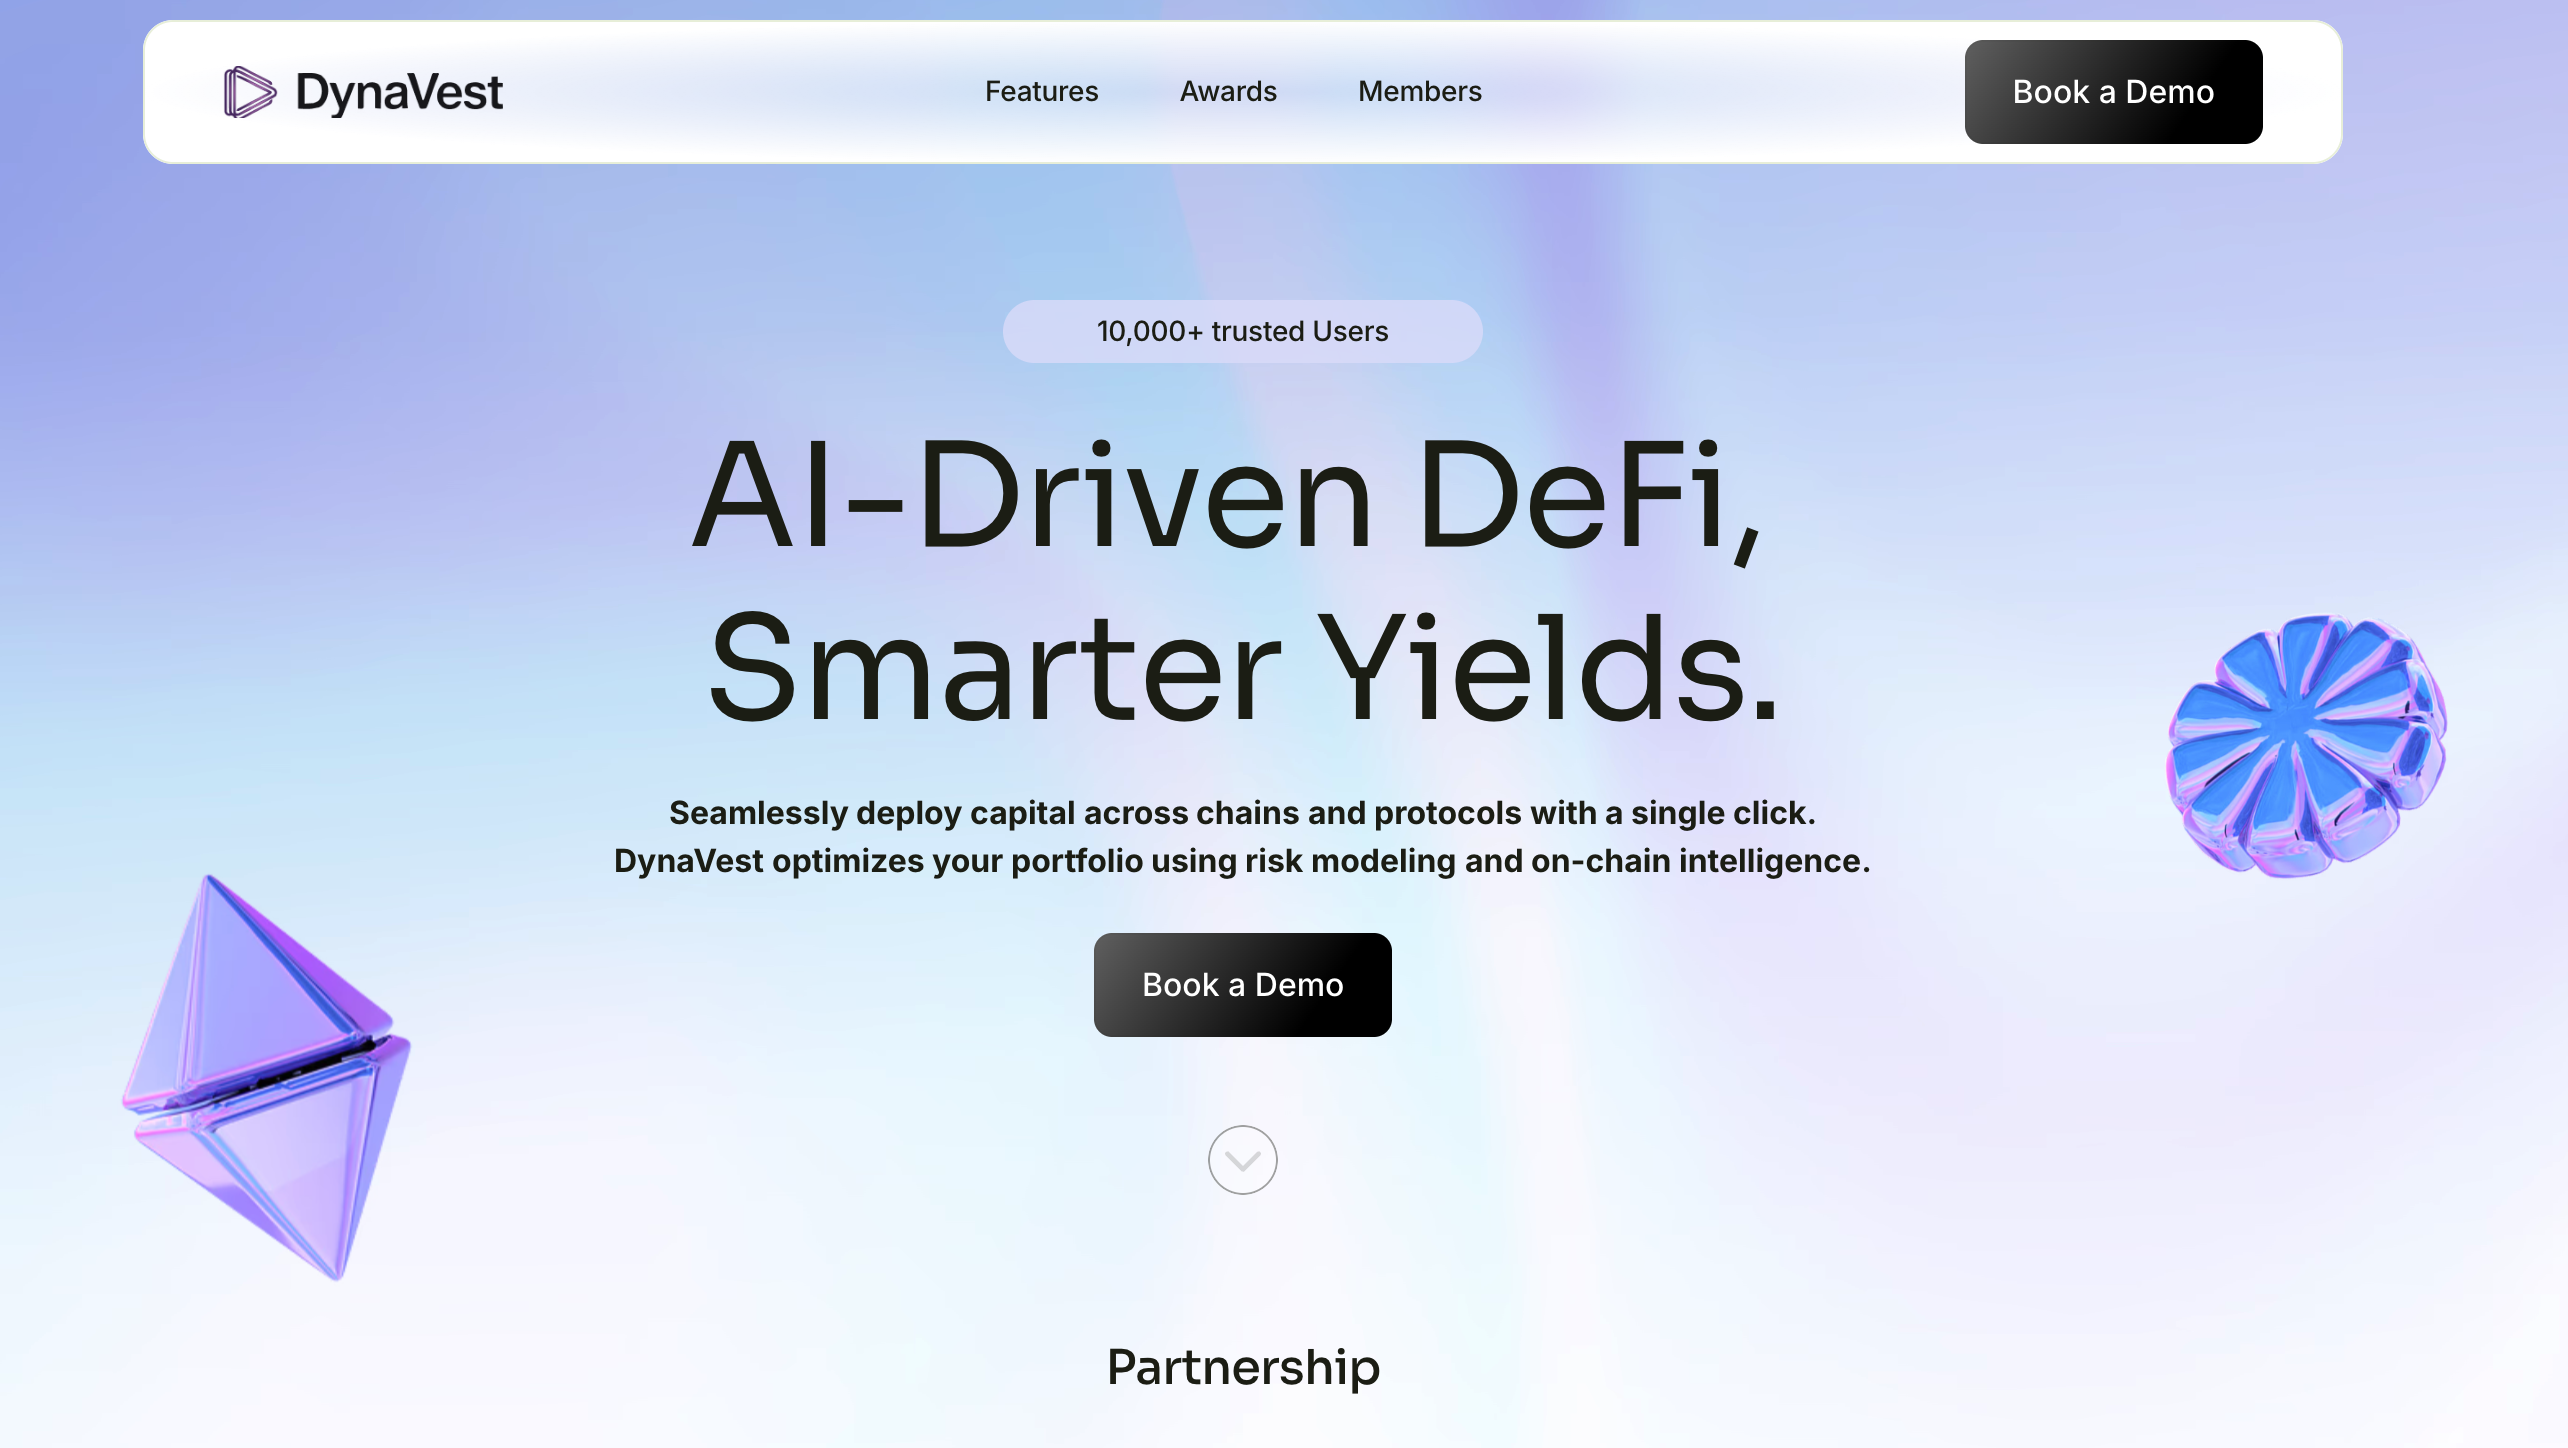 DynaVest
Features
Awards
Members
Book a Demo
10,000+ trusted Users
AI-Driven DeFi,
Smarter Yields.
Seamlessly deploy capital across chains and protocols with a single click.
DynaVest optimizes your portfolio using risk modeling and on-chain intelligence.
Book a Demo
Partnership